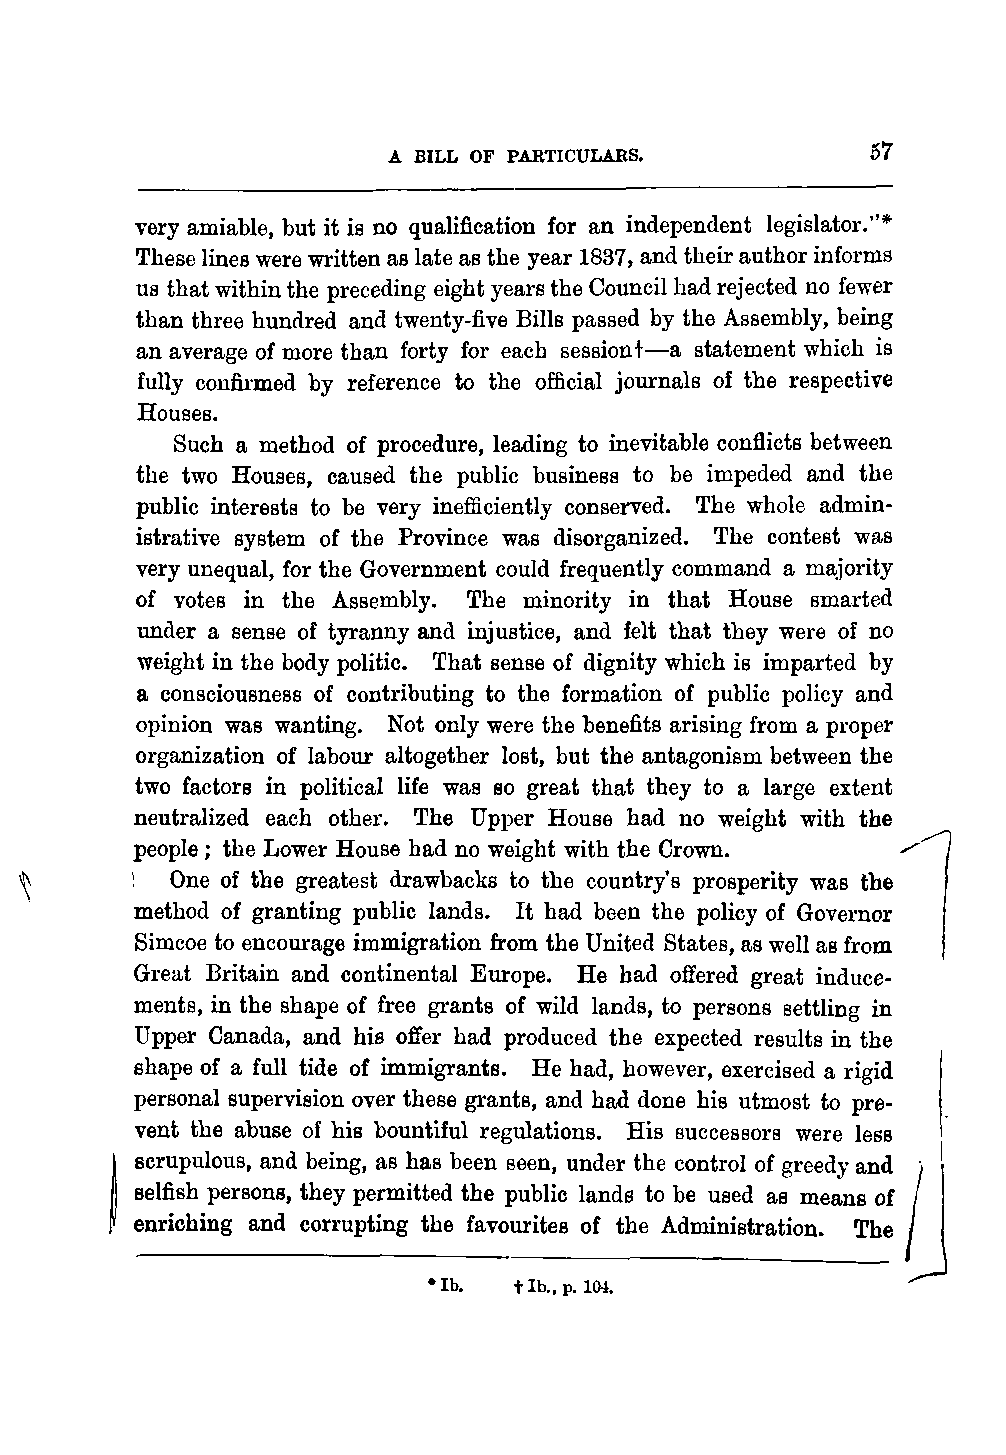 A BILL OF PARTICULARS. 57
very amiable, but it is no qualification for an independent legislator."*
These lines were written as late as the year 1837, and their author informs
us that within the preceding eight years the Council had rejected no fewer
than three hundred and twenty-five Bills passed by the Assembly, being
an average of more than forty for each session†—a statement which is
fully confirmed by reference to the official journals of the respective
Houses.
Such a method of procedure, leading to inevitable conflicts between
the two Houses, caused the public business to be impeded and the
public interests to be very inefficiently conserved. The whole admin-
istrative system of the Province was disorganized. The contest was
very unequal, for the Government could frequently command a majority
of votes in the Assembly. The minority in that House smarted
under a sense of tyranny and injustice, and felt that they were of no
weight in the body politic. That sense of dignity which is imparted by
a consciousness of contributing to the formation of public policy and
opinion was wanting. Not only were the benefits arising from a proper
organization of labour altogether lost, but the antagonism between the
two factors in political life was so great that they to a large extent
neutralized each other. The Upper House had no weight with the
people; the Lower House had no weight with the Crown.
One of the greatest drawbacks to the country's prosperity was the
method of granting public lands. It had been the policy of Governor
Simcoe to encourage immigration from the United States, as well as from
Great Britain and continental Europe. He had offered great induce-
ments, in the shape of free grants of wild lands, to persons settling in
Upper Canada, and his offer had produced the expected results in the
shape of a full tide of immigrants. He had, however, exercised a rigid
personal supervision over these grants, and had done his utmost to pre-
vent the abuse of his bountiful regulations. His successors were less
scrupulous, and being, as has been seen, under the control of greedy and
selfish persons, they permitted the public lands to be used as means of
enriching and corrupting the favourites of the Administration. The
* Ib. † Ib., p. 104.